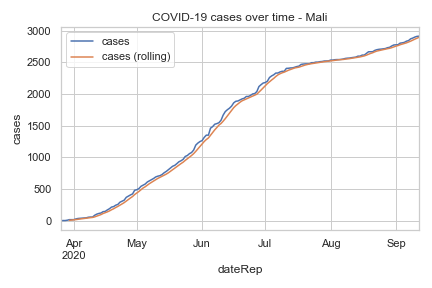 COVID-19 cases over time - Mali
cases
cases (rolling)
3000
2500
2000
1500
1000
500
0
cases
Apr
2020
May
Jun
Jul
Aug
Sep
dateRep